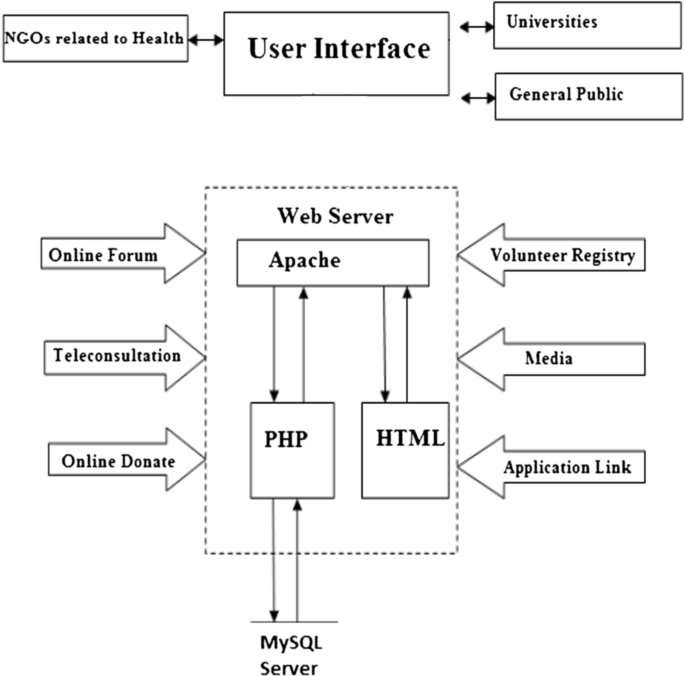 NGOs related to Health
User Interface
Universities
General Public
Web Server
Apache
Online Forum
Volunteer Registry
Teleconsultation
Media
PHP
HTML
Online Donate
Application Link
MySQL
Server